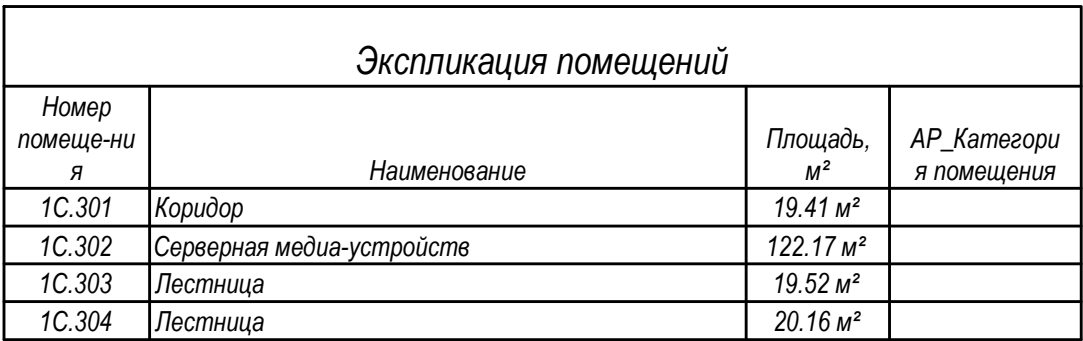 Экспликация помещений
Номер
помеще-ни
я
Наименование
Площадь,
м²
АР_Категори
я помещения
1С.301 Коридор 19.41 м²
1С.302 Серверная медиа-устройств 122.17 м²
1С.303 Лестница 19.52 м²
1С.304 Лестница 20.16 м²